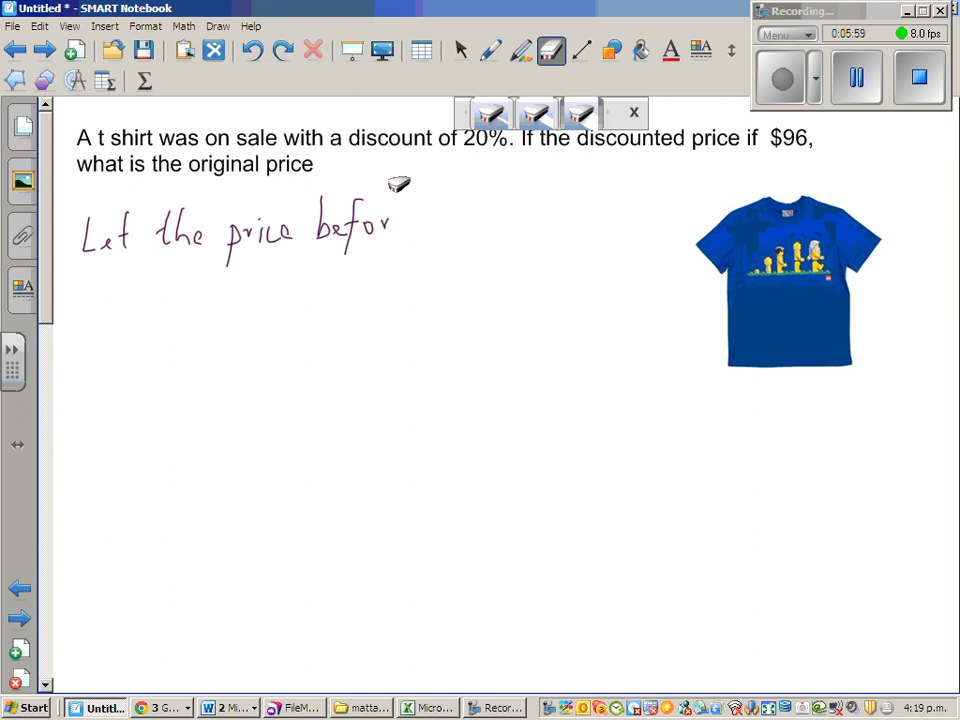 Untitled * - SMART Notebook
Recording...
File Edit View Insert Format Math Draw Help
Menu 0:05:59 8.0 fps
A t shirt was on sale with a discount of 20%. If the discounted price if $96,
what is the original price
Let the price befor
Start Untitl... 3 G... 2 Mi... FileM... matta... Micro... Recor... 4:19 p.m.